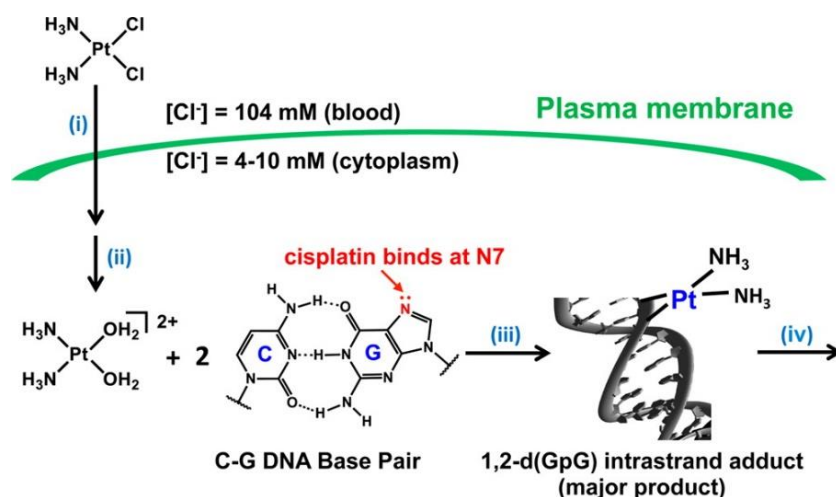 H₃N Cl
Pt
H₃N Cl
(i)
[Cl⁻] = 104 mM (blood)
Plasma membrane
[Cl⁻] = 4-10 mM (cytoplasm)
(ii)
cisplatin binds at N7
H₃N OH₂ 2+
Pt
H₃N OH₂
+ 2
H
N H O N
C N H N G N
N O H N N
H
(iii)
NH₃
Pt NH₃
(iv)
C-G DNA Base Pair
1,2-d(GpG) intrastrand adduct
(major product)